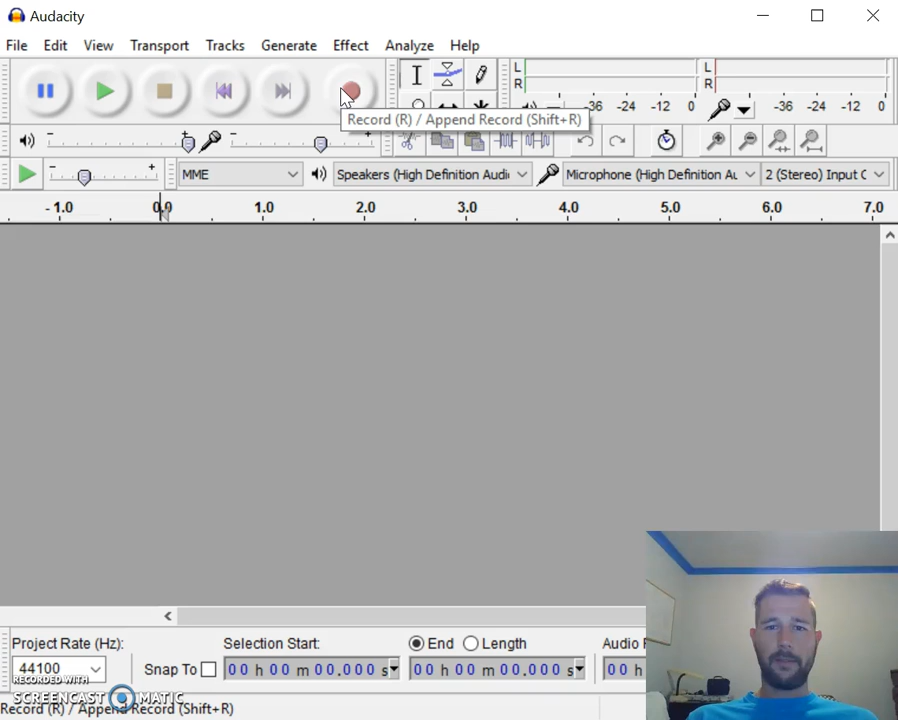 Audacity
File Edit View Transport Tracks Generate Effect Analyze Help
L
R
L
R
-36 -24 -12 0
-36 -24 -12 0
Record (R) / Append Record (Shift+R)
- +
- +
- +
MME
Speakers (High Definition Audi
Microphone (High Definition Au
2 (Stereo) Input C
- 1.0 0.0 1.0 2.0 3.0 4.0 5.0 6.0 7.0
Project Rate (Hz): Selection Start: End Length Audio
44100 Snap To 00 h 00 m 00.000 s 00 h 00 m 00.000 s 00 h
RECORDED WITH
SCREENCAST MATIC
Record (R) / Append Record (Shift+R)